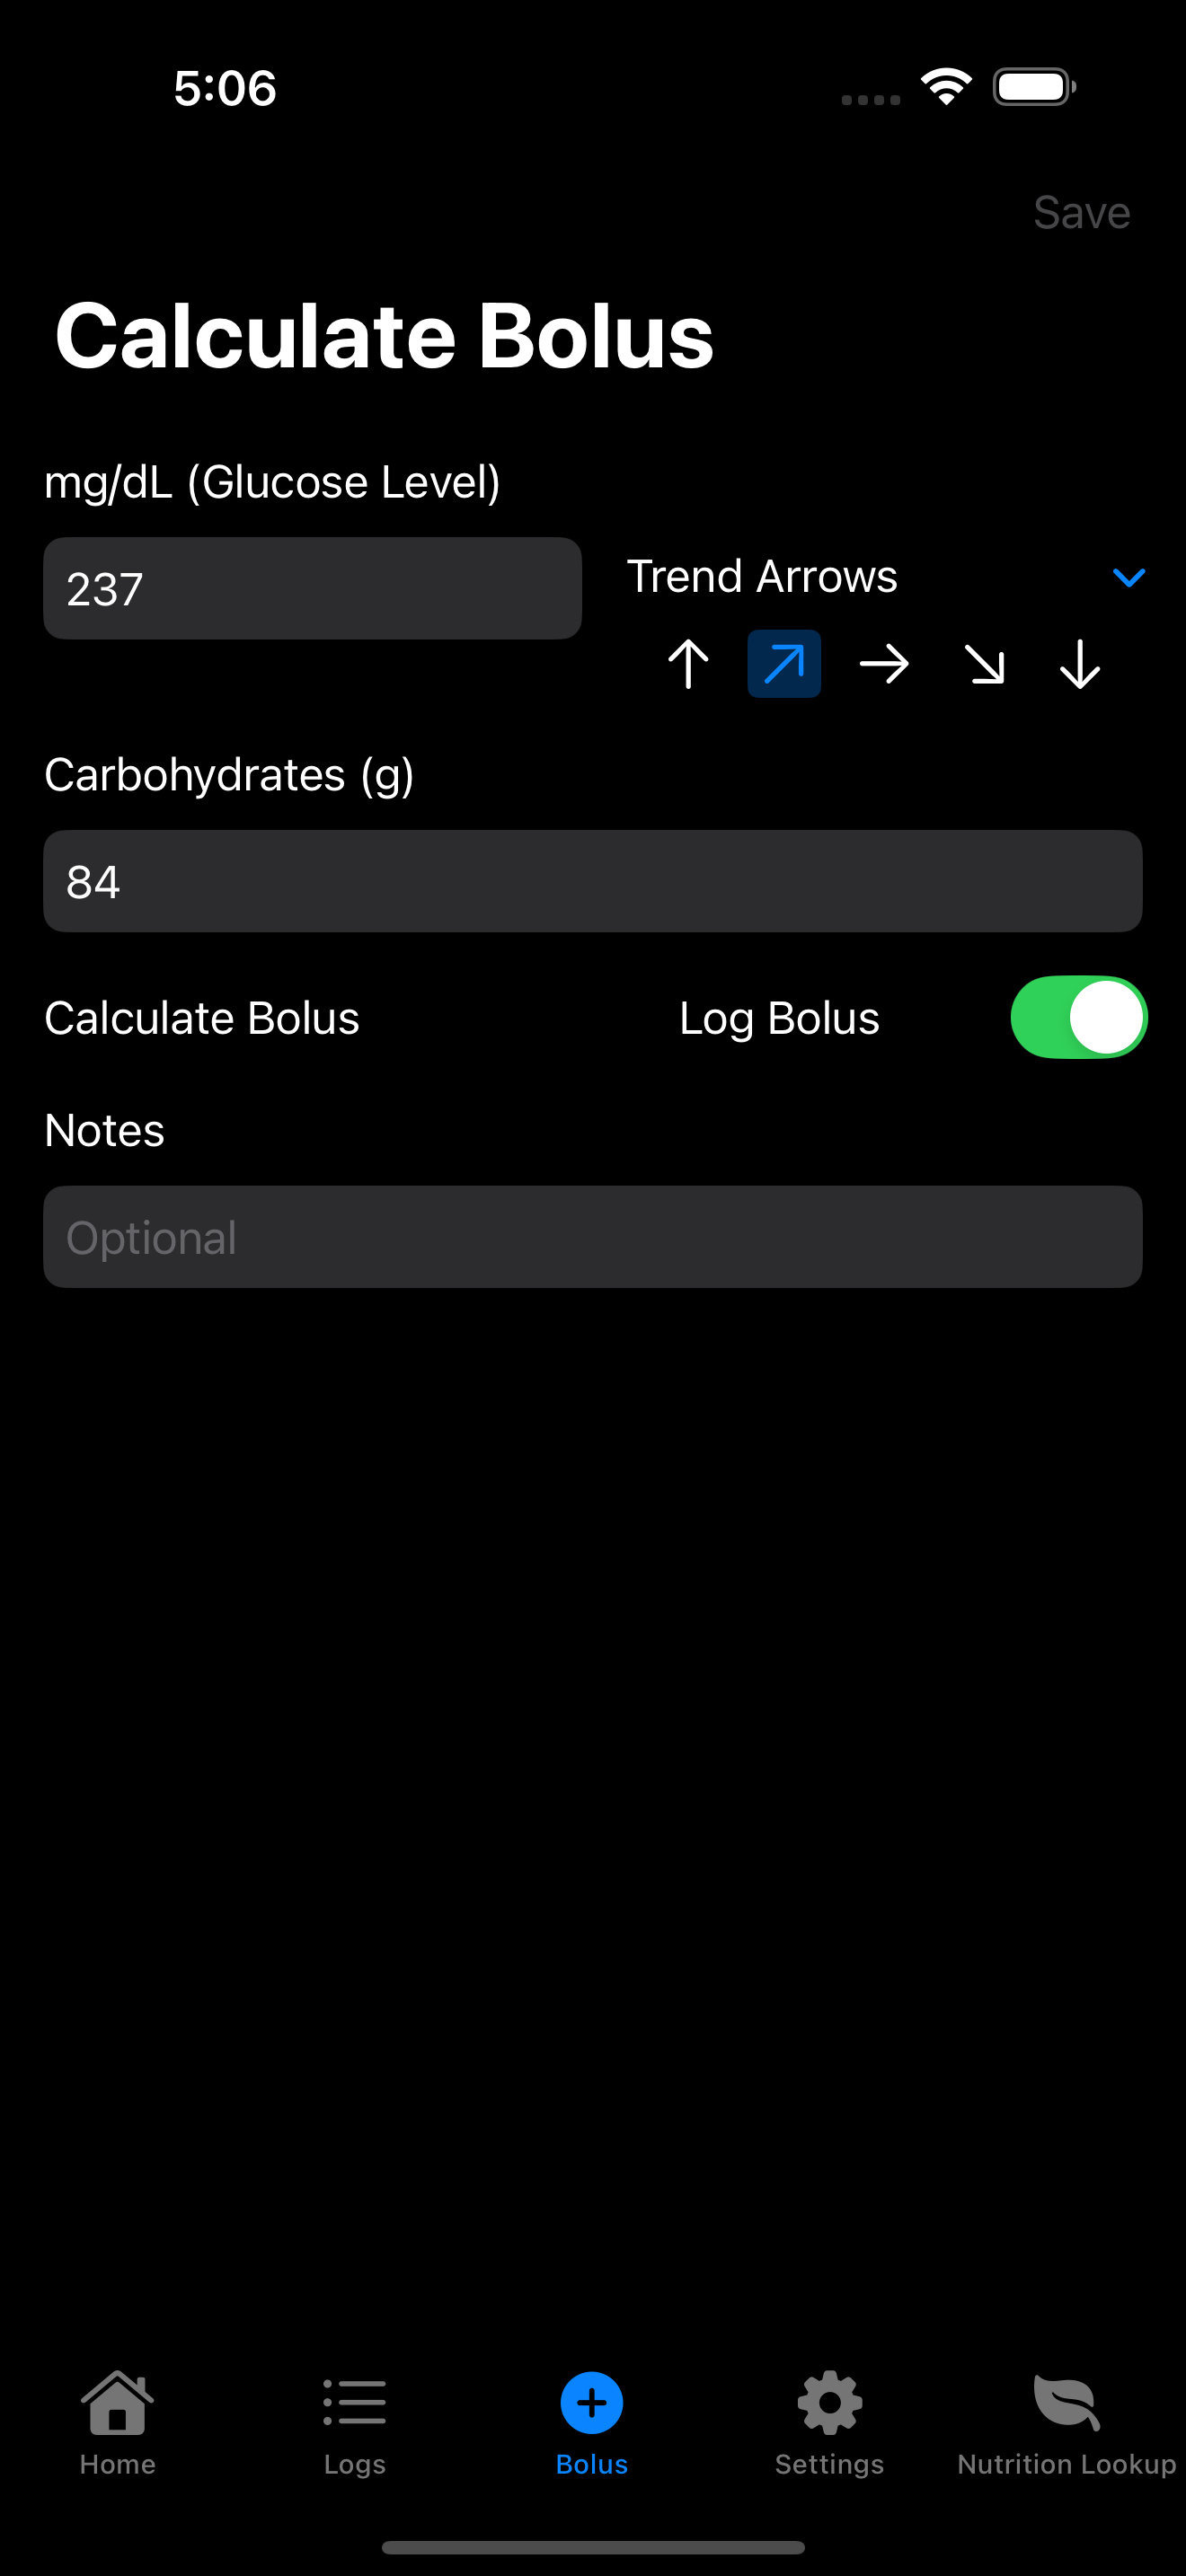 5:06
Save
Calculate Bolus
mg/dL (Glucose Level)
237
Trend Arrows
Carbohydrates (g)
84
Calculate Bolus
Log Bolus
Notes
Optional
Home
Logs
Bolus
Settings
Nutrition Lookup